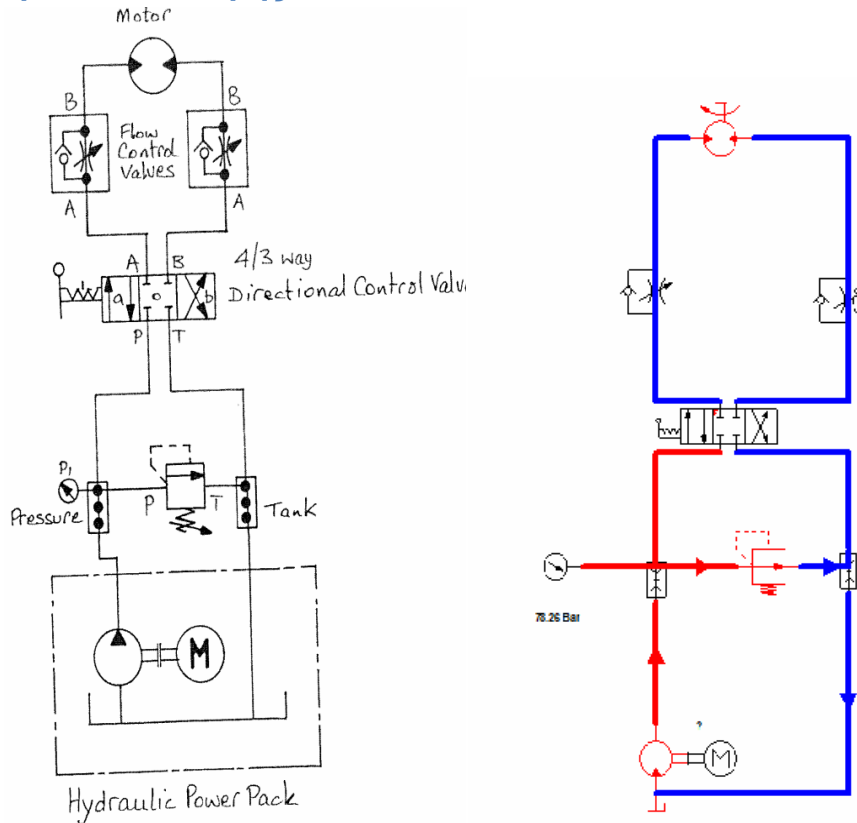 Motor
B
B
Flow
Control
Valves
A
A
A
B
4/3 way
Directional Control Valv
a
o
b
P
T
P1
P
T
Pressure
Tank
M
Hydraulic Power Pack
78.26 Bar
?
M